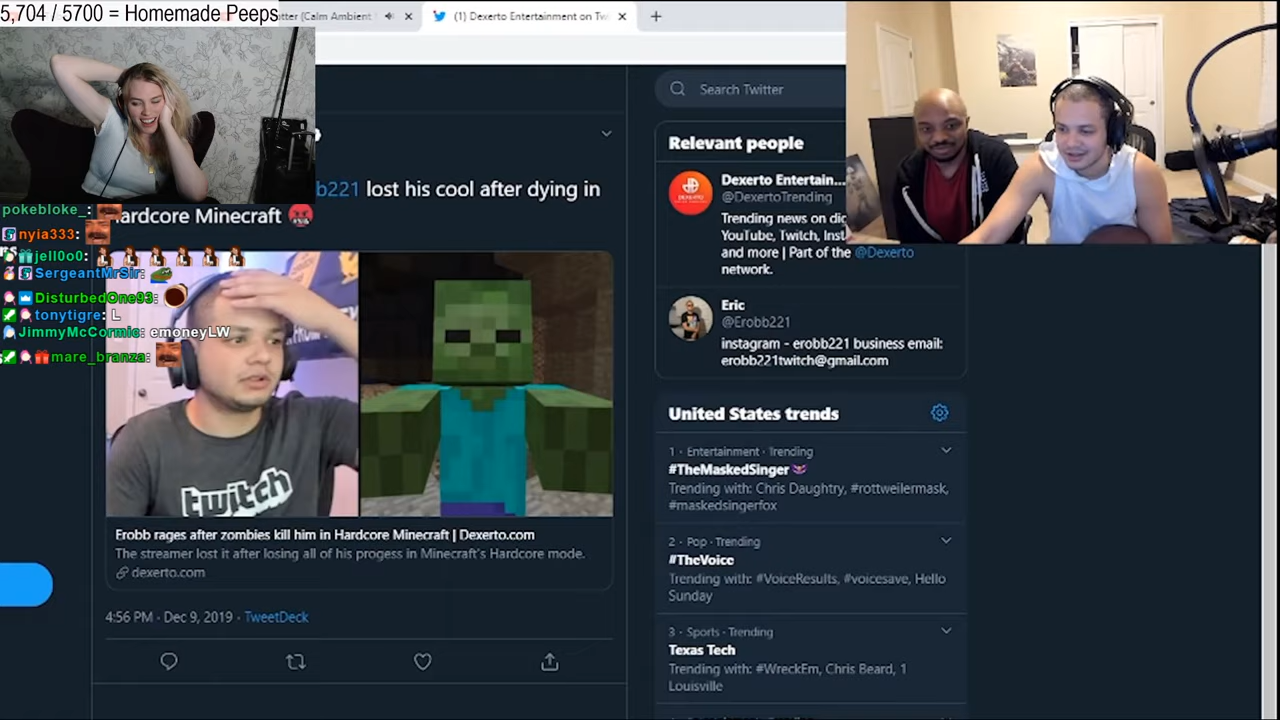 5,704 / 5700 = Homemade Peeps
tter (Calm Ambient
(1) Dexerto Entertainment on Tw
Search Twitter
b221 lost his cool after dying in
ardcore Minecraft
pokebloke_:
nyia333:
jell0o0:
SergeantMrSir:
DisturbedOne93:
tonytigre: L
JimmyMcCormic: emoneyLW
mare_branza:
twitch
Erobb rages after zombies kill him in Hardcore Minecraft | Dexerto.com
The streamer lost it after losing all of his progess in Minecraft's Hardcore mode.
dexerto.com
4:56 PM · Dec 9, 2019 · TweetDeck
Relevant people
Dexerto Entertain...
@DexertoTrending
Trending news on dig
YouTube, Twitch, Inst
and more | Part of the @Dexerto
network.
Eric
@Erobb221
instagram - erobb221 business email:
erobb221twitch@gmail.com
United States trends
1 · Entertainment · Trending
#TheMaskedSinger
Trending with: Chris Daughtry, #rottweilermask,
#maskedsingerfox
2 · Pop · Trending
#TheVoice
Trending with: #VoiceResults, #voicesave, Hello
Sunday
3 · Sports · Trending
Texas Tech
Trending with: #WreckEm, Chris Beard, 1
Louisville